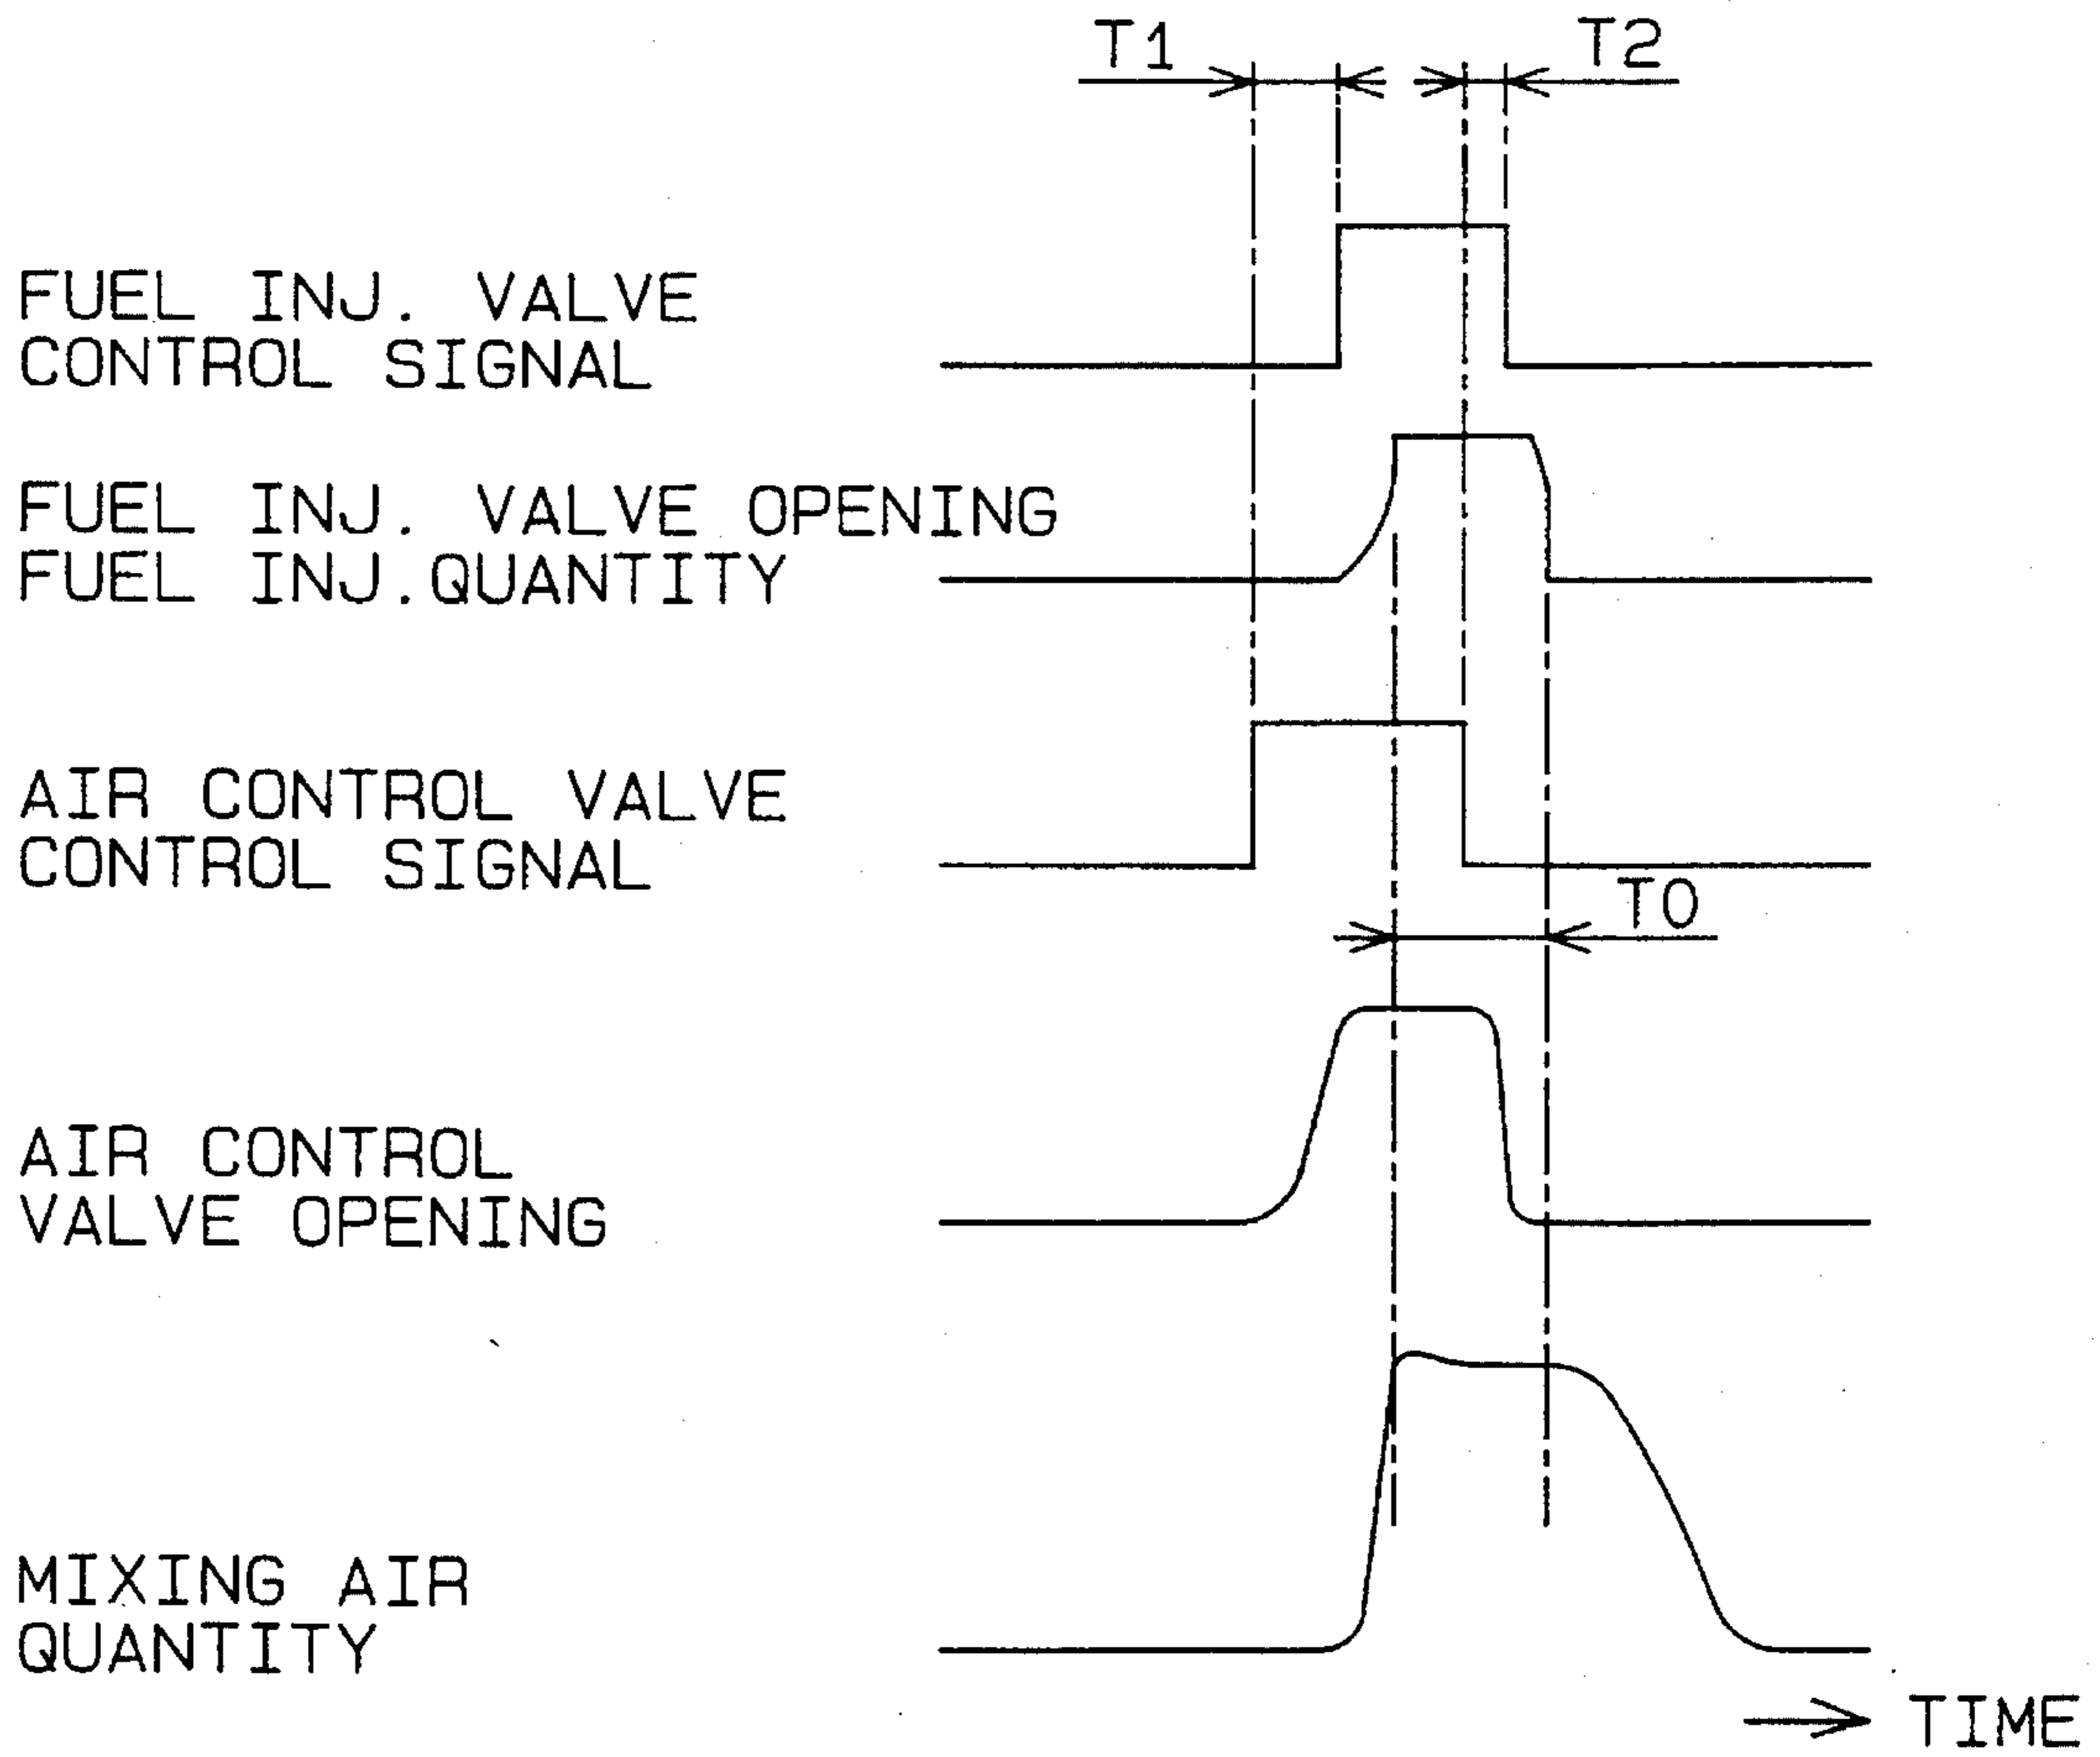 T1
T2
FUEL INJ. VALVE
CONTROL SIGNAL
FUEL INJ. VALVE OPENING
FUEL INJ.QUANTITY
AIR CONTROL VALVE
CONTROL SIGNAL
T0
AIR CONTROL
VALVE OPENING
MIXING AIR
QUANTITY
TIME